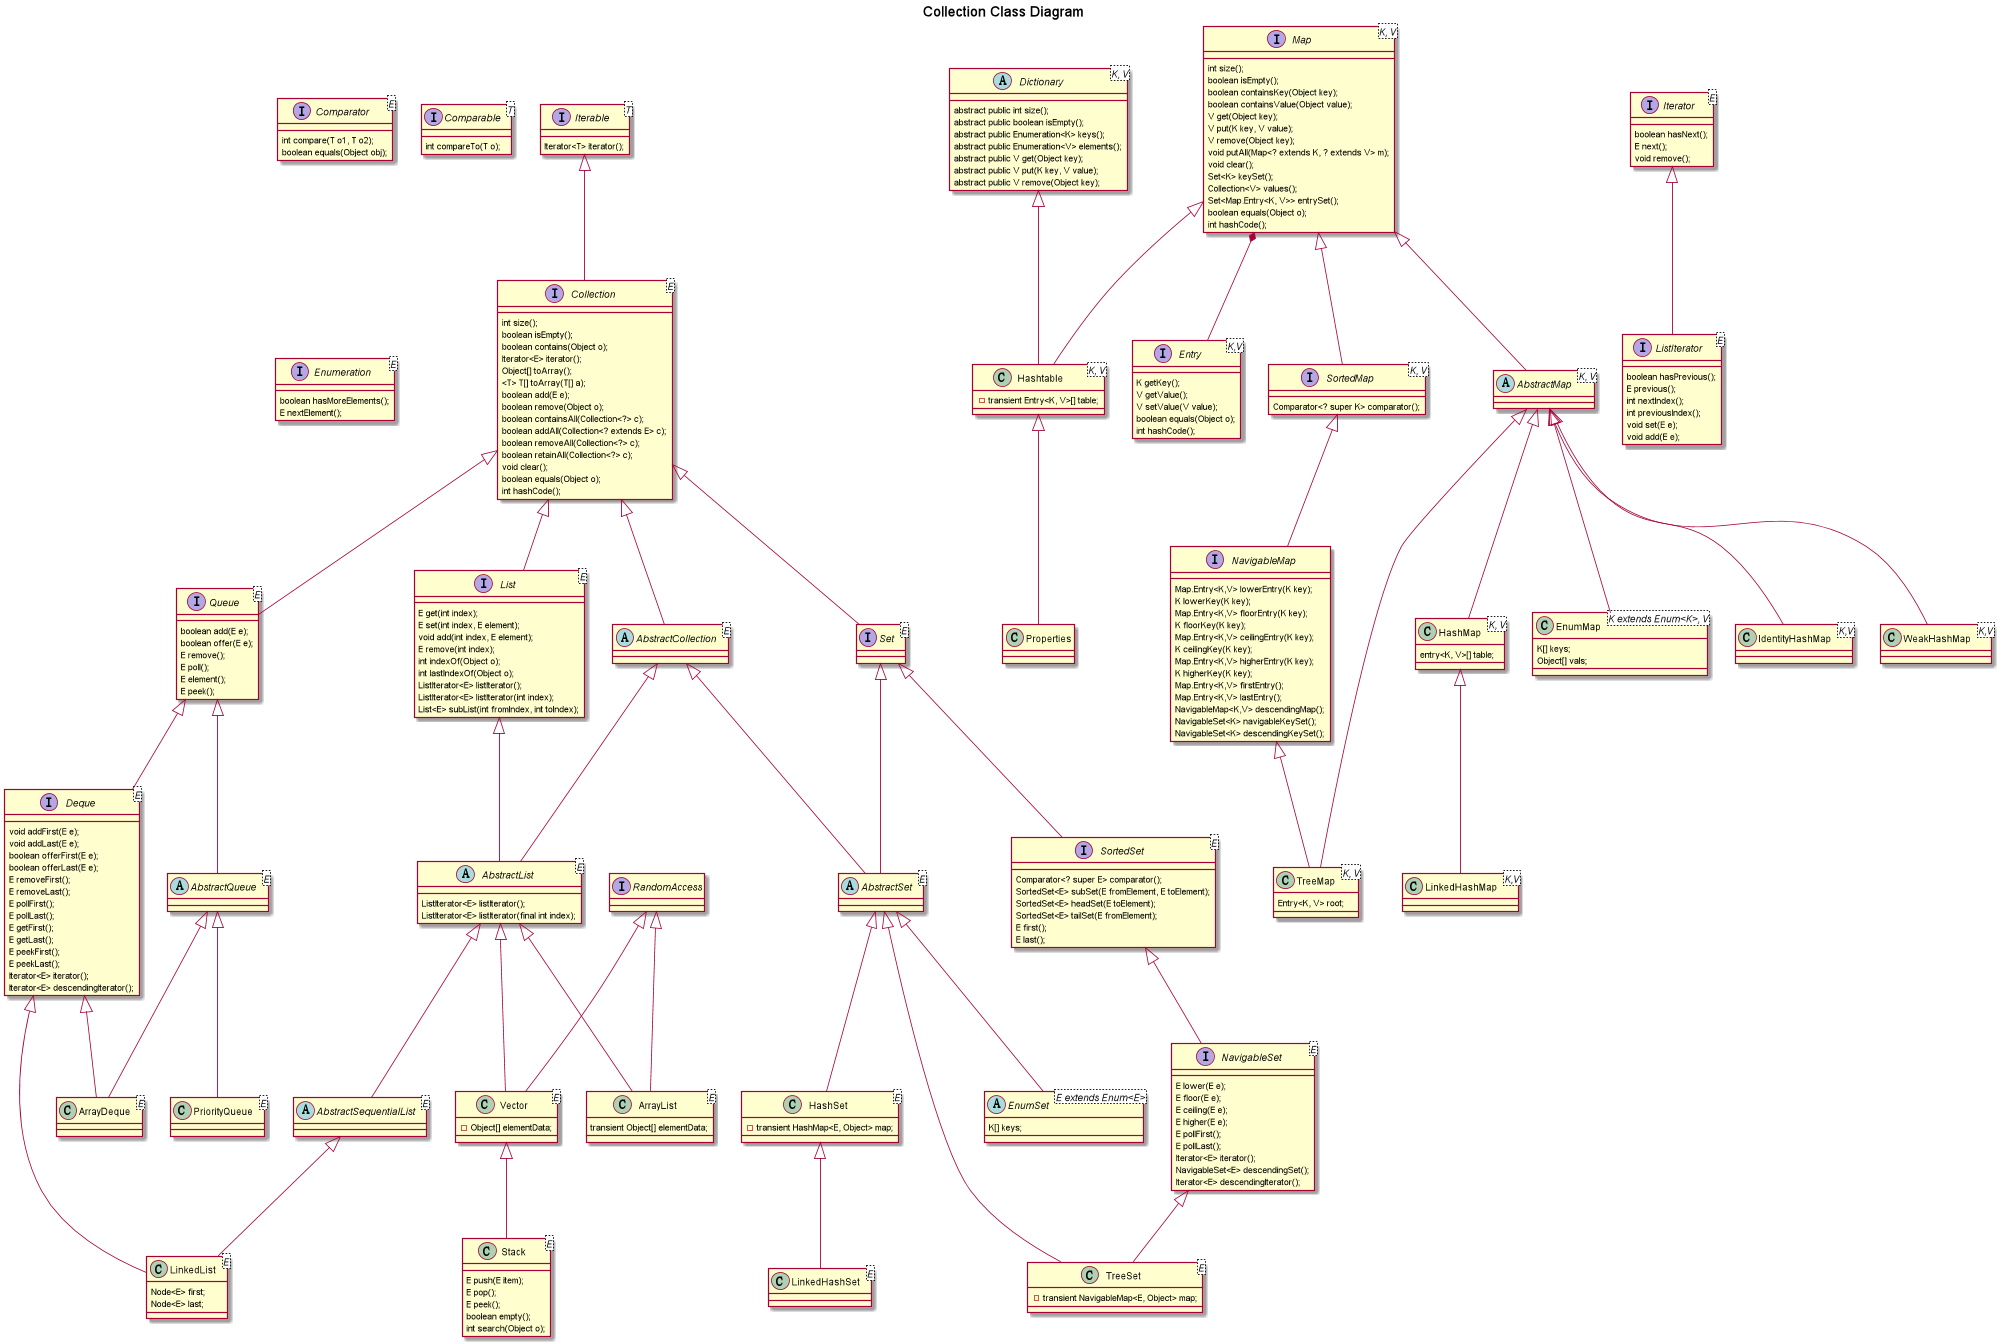 Collection Class Diagram
I Comparator E
int compare(T o1, T o2);
boolean equals(Object obj);
I Comparable T
int compareTo(T o);
I Iterable T
Iterator<T> iterator();
A Dictionary K, V
abstract public int size();
abstract public boolean isEmpty();
abstract public Enumeration<K> keys();
abstract public Enumeration<V> elements();
abstract public V get(Object key);
abstract public V put(K key, V value);
abstract public V remove(Object key);
I Map K, V
int size();
boolean isEmpty();
boolean containsKey(Object key);
boolean containsValue(Object value);
V get(Object key);
V put(K key, V value);
V remove(Object key);
void putAll(Map<? extends K, ? extends V> m);
void clear();
Set<K> keySet();
Collection<V> values();
Set<Map.Entry<K, V>> entrySet();
boolean equals(Object o);
int hashCode();
I Iterator E
boolean hasNext();
E next();
void remove();
I Enumeration E
boolean hasMoreElements();
E nextElement();
I Collection E
int size();
boolean isEmpty();
boolean contains(Object o);
Iterator<E> iterator();
Object[] toArray();
<T> T[] toArray(T[] a);
boolean add(E e);
boolean remove(Object o);
boolean containsAll(Collection<?> c);
boolean addAll(Collection<? extends E> c);
boolean removeAll(Collection<?> c);
boolean retainAll(Collection<?> c);
void clear();
boolean equals(Object o);
int hashCode();
C Hashtable K, V
transient Entry<K, V>[] table;
I Entry K,V
K getKey();
V getValue();
V setValue(V value);
boolean equals(Object o);
int hashCode();
I SortedMap K, V
Comparator<? super K> comparator();
A AbstractMap K, V
I ListIterator E
boolean hasPrevious();
E previous();
int nextIndex();
int previousIndex();
void set(E e);
void add(E e);
I Queue E
boolean add(E e);
boolean offer(E e);
E remove();
E poll();
E element();
E peek();
I List E
E get(int index);
E set(int index, E element);
void add(int index, E element);
E remove(int index);
int indexOf(Object o);
int lastIndexOf(Object o);
ListIterator<E> listIterator();
ListIterator<E> listIterator(int index);
List<E> subList(int fromIndex, int toIndex);
A AbstractCollection E
I Set E
C Properties
I NavigableMap
Map.Entry<K,V> lowerEntry(K key);
K lowerKey(K key);
Map.Entry<K,V> floorEntry(K key);
K floorKey(K key);
Map.Entry<K,V> ceilingEntry(K key);
K ceilingKey(K key);
Map.Entry<K,V> higherEntry(K key);
K higherKey(K key);
Map.Entry<K,V> firstEntry();
Map.Entry<K,V> lastEntry();
NavigableMap<K,V> descendingMap();
NavigableSet<K> navigableKeySet();
NavigableSet<K> descendingKeySet();
C HashMap K, V
entry<K, V>[] table;
C EnumMap K extends Enum<K>, V
K[] keys;
Object[] vals;
C IdentityHashMap K,V
C WeakHashMap K,V
I Deque E
void addFirst(E e);
void addLast(E e);
boolean offerFirst(E e);
boolean offerLast(E e);
E removeFirst();
E removeLast();
E pollFirst();
E pollLast();
E getFirst();
E getLast();
E peekFirst();
E peekLast();
Iterator<E> iterator();
Iterator<E> descendingIterator();
A AbstractQueue E
A AbstractList E
ListIterator<E> listIterator();
ListIterator<E> listIterator(final int index);
I RandomAccess
A AbstractSet E
I SortedSet E
Comparator<? super E> comparator();
SortedSet<E> subSet(E fromElement, E toElement);
SortedSet<E> headSet(E toElement);
SortedSet<E> tailSet(E fromElement);
E first();
E last();
C TreeMap K, V
Entry<K, V> root;
C LinkedHashMap K,V
C ArrayDeque E
C PriorityQueue E
A AbstractSequentialList E
C Vector E
Object[] elementData;
C ArrayList E
transient Object[] elementData;
C HashSet E
transient HashMap<E, Object> map;
A EnumSet E extends Enum<E>
K[] keys;
I NavigableSet E
E lower(E e);
E floor(E e);
E ceiling(E e);
E higher(E e);
E pollFirst();
E pollLast();
Iterator<E> iterator();
NavigableSet<E> descendingSet();
Iterator<E> descendingIterator();
C LinkedList E
Node<E> first;
Node<E> last;
C Stack E
E push(E item);
E pop();
E peek();
boolean empty();
int search(Object o);
C LinkedHashSet E
C TreeSet E
transient NavigableMap<E, Object> map;